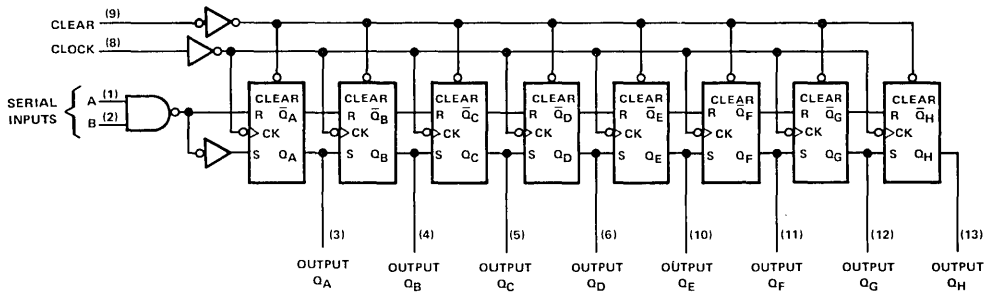 CLEAR (9)
CLOCK (8)
SERIAL INPUTS { A (1)
B (2)
CLEAR CLEAR CLEAR CLEAR CLEAR CLEAR CLEAR CLEAR
R Q̅A R Q̅B R Q̅C R Q̅D R Q̅E R Q̅F R Q̅G R Q̅H
CK CK CK CK CK CK CK CK
S QA S QB S QC S QD S QE S QF S QG S QH
(3) (4) (5) (6) (10) (11) (12) (13)
OUTPUT OUTPUT OUTPUT OUTPUT OUTPUT OUTPUT OUTPUT OUTPUT
QA QB QC QD QE QF QG QH